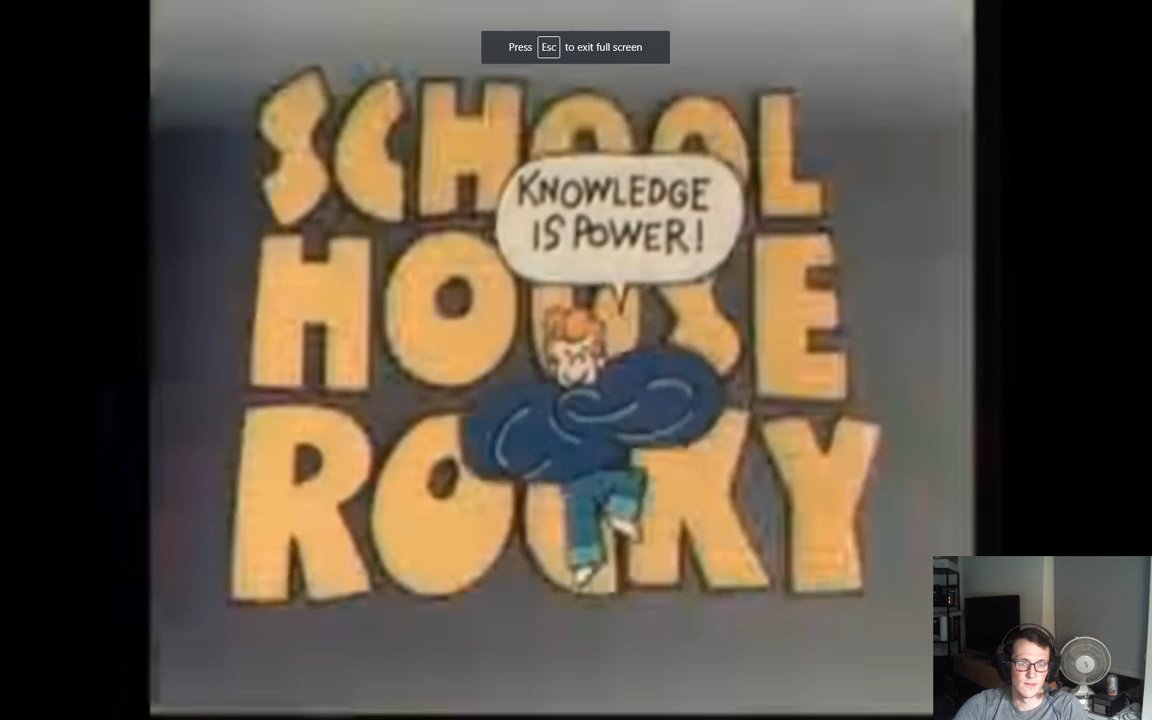 Press Esc to exit full screen
SCHOOL
KNOWLEDGE
IS POWER!
HOUSE
ROCKY